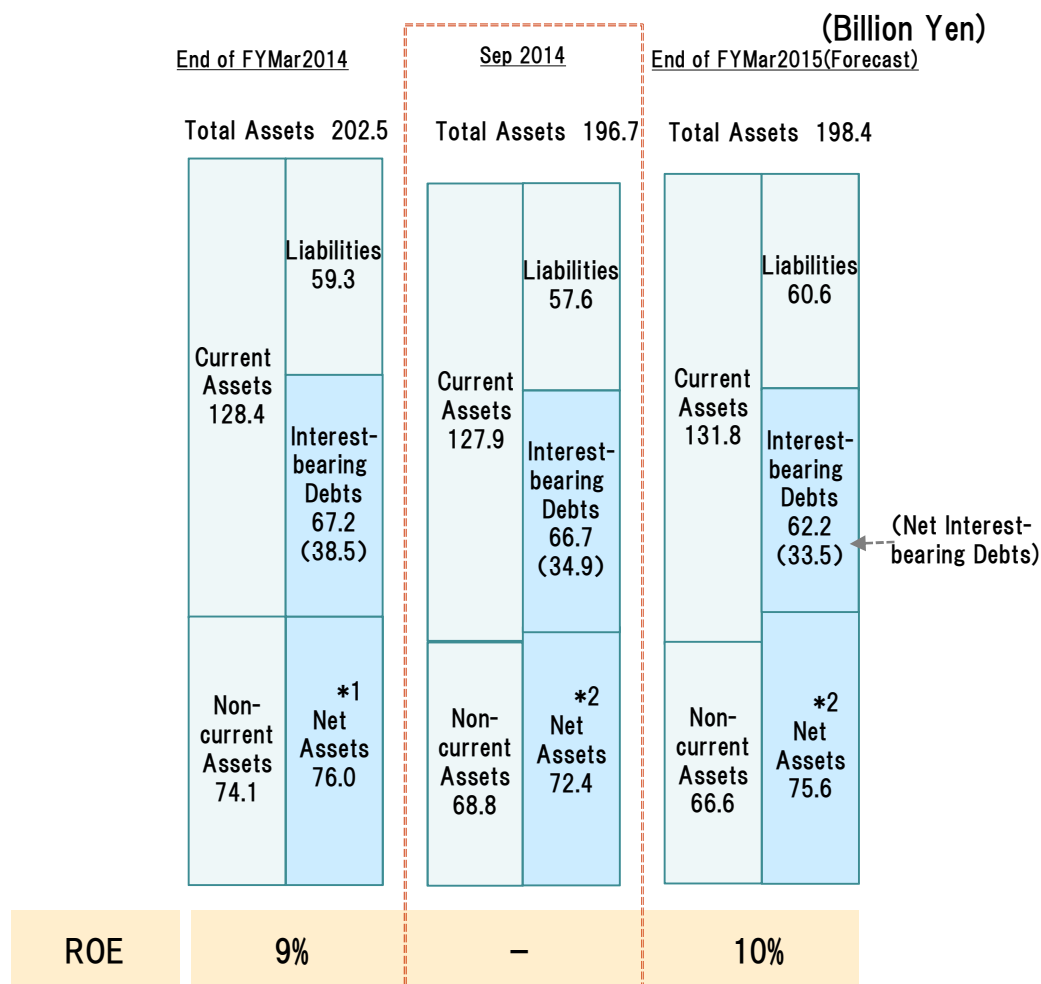 (Billion Yen)
End of FYMar2014
Sep 2014
End of FYMar2015(Forecast)
Total Assets 202.5
Total Assets 196.7
Total Assets 198.4
Current
Assets
128.4
Liabilities
59.3
Interest-
bearing
Debts
67.2
(38.5)
Non-
current
Assets
74.1
*1
Net
Assets
76.0
Current
Assets
127.9
Liabilities
57.6
Interest-
bearing
Debts
66.7
(34.9)
Non-
current
Assets
68.8
*2
Net
Assets
72.4
Current
Assets
131.8
Liabilities
60.6
Interest-
bearing
Debts
62.2
(33.5)
(Net Interest-
bearing Debts)
Non-
current
Assets
66.6
*2
Net
Assets
75.6
ROE 9% – 10%